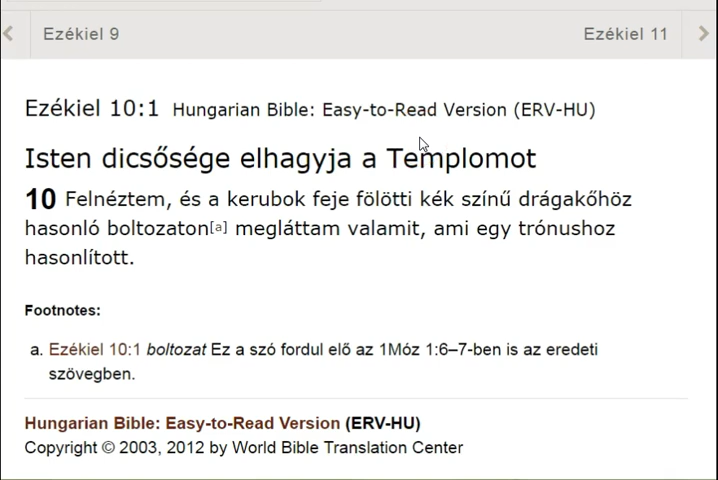 Ezékiel 9 Ezékiel 11
Ezékiel 10:1 Hungarian Bible: Easy-to-Read Version (ERV-HU)
Isten dicsősége elhagyja a Templomot
10 Felnéztem, és a kerubok feje fölötti kék színű drágakőhöz
hasonló boltozaton[a] megláttam valamit, ami egy trónushoz
hasonlított.
Footnotes:
a. Ezékiel 10:1 boltozat Ez a szó fordul elő az 1Móz 1:6–7-ben is az eredeti
szövegben.
Hungarian Bible: Easy-to-Read Version (ERV-HU)
Copyright © 2003, 2012 by World Bible Translation Center